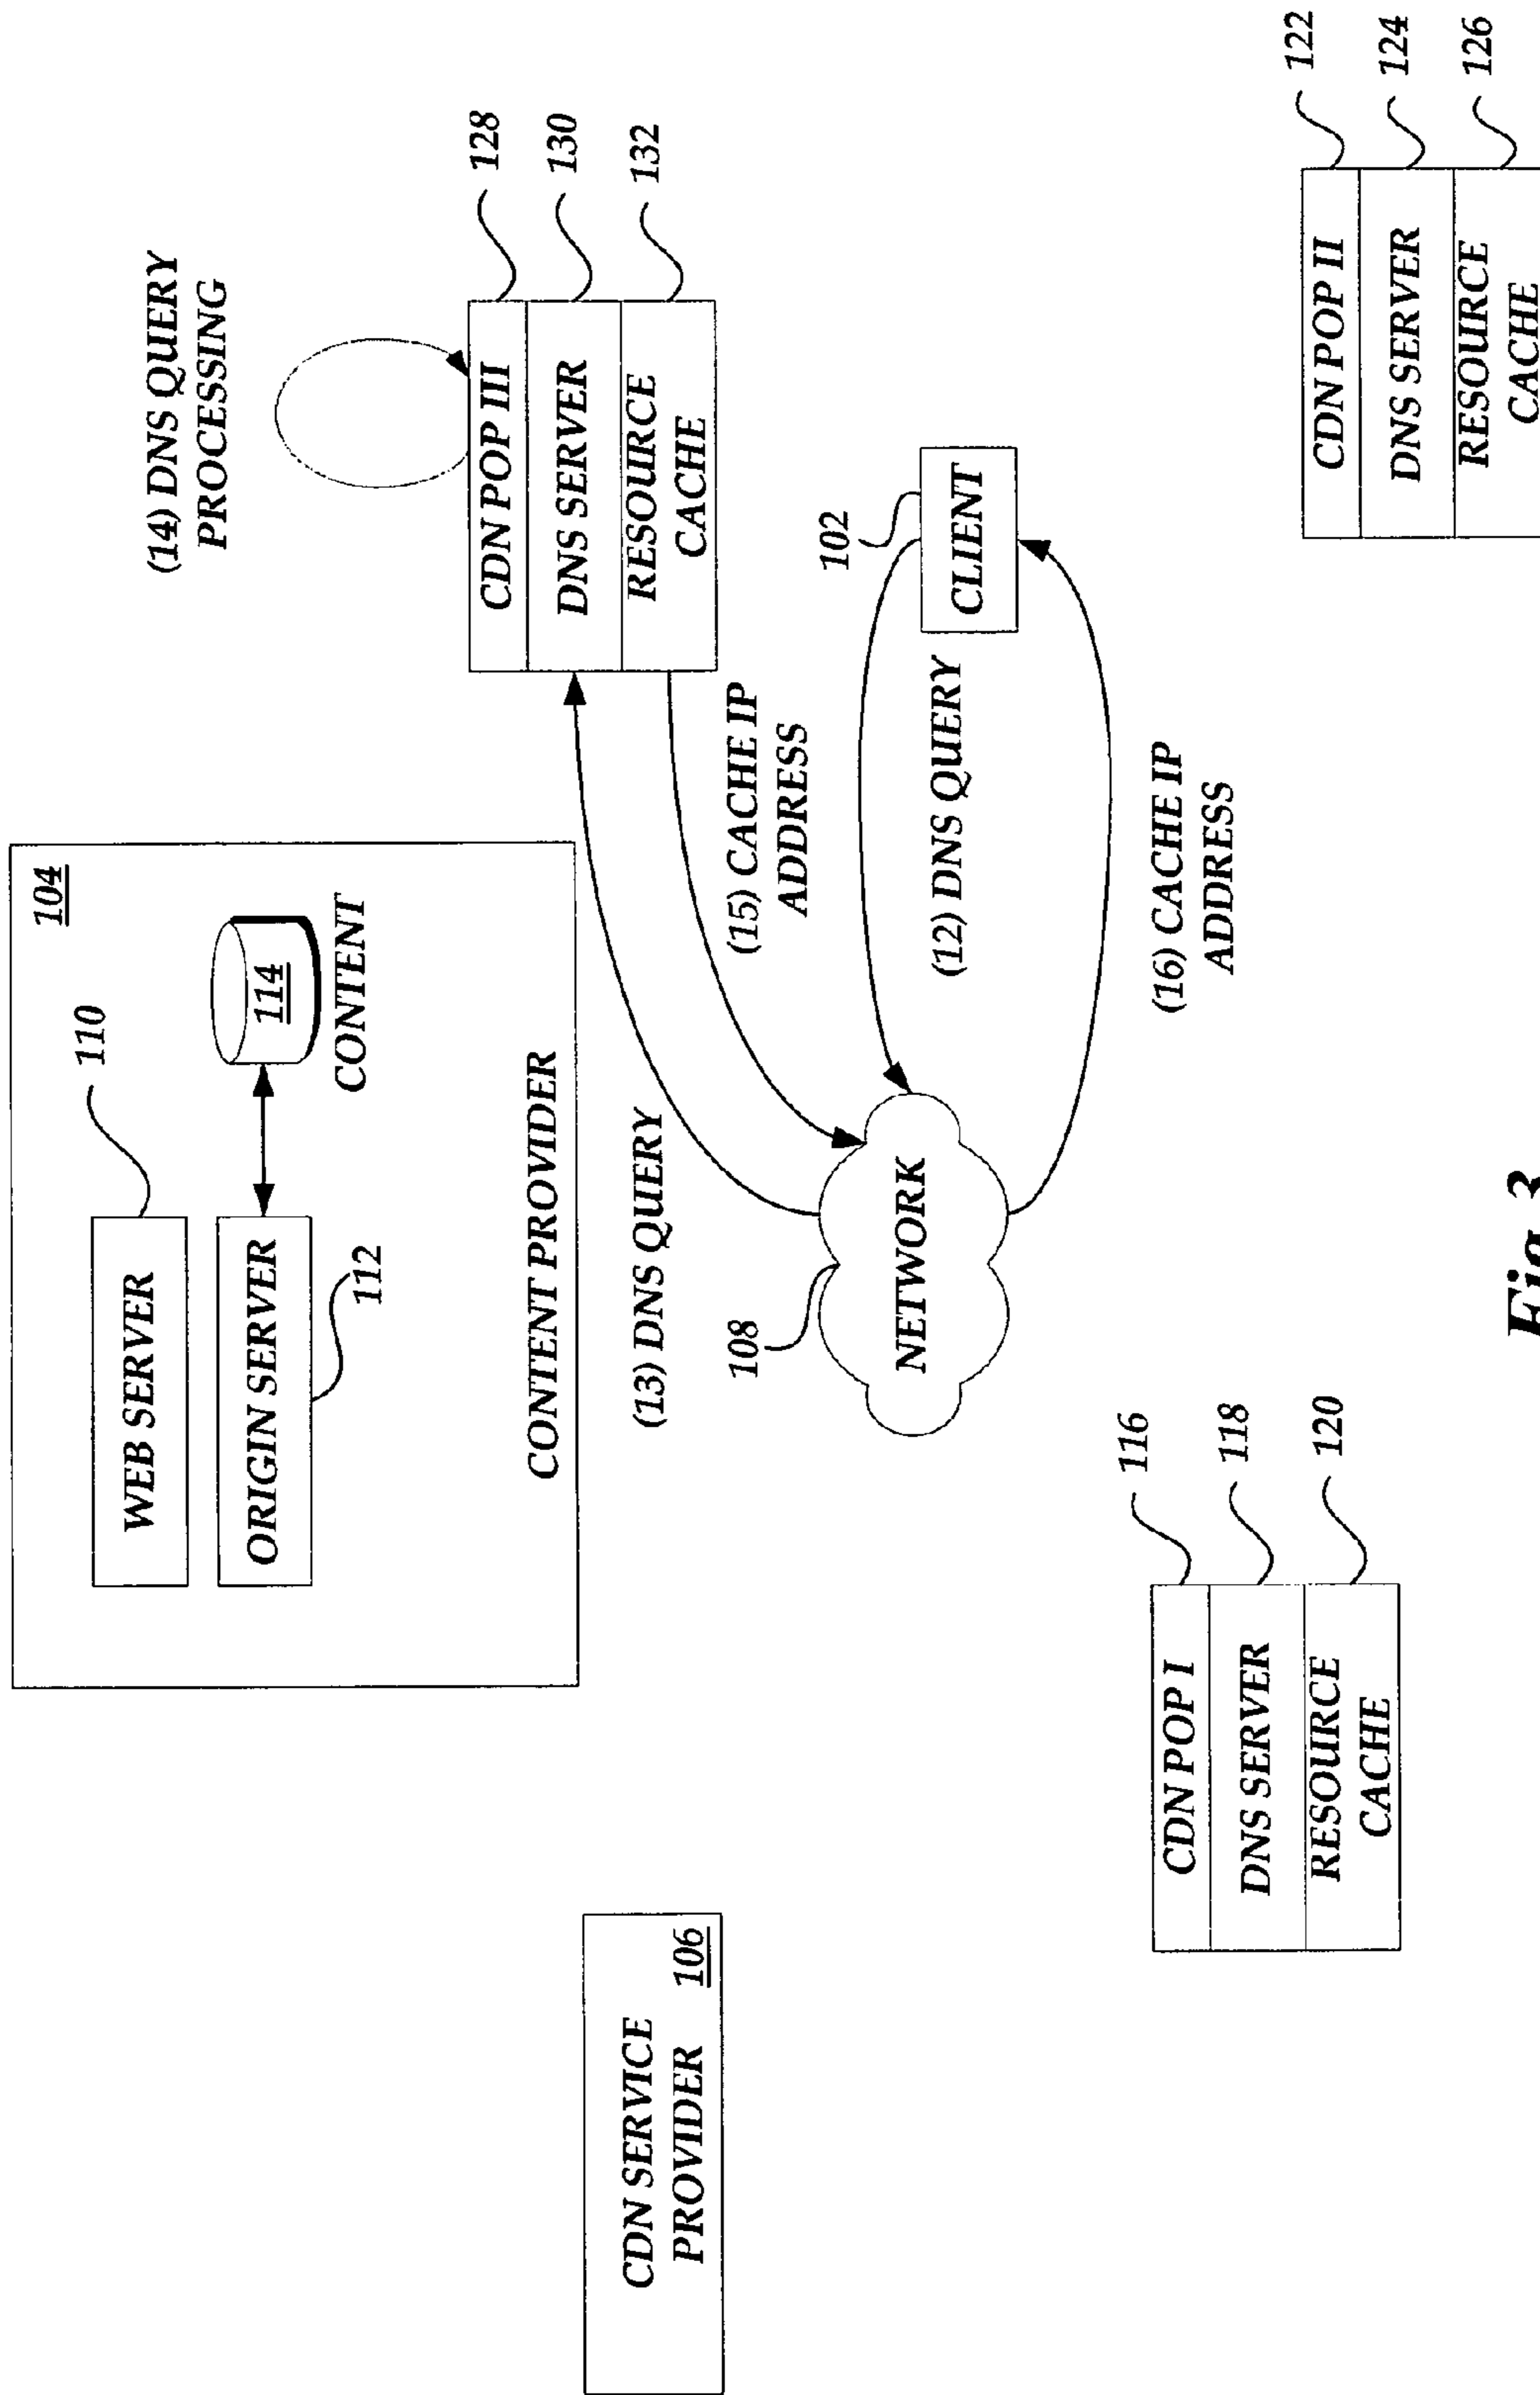 CDN SERVICE
PROVIDER
106
104
WEB SERVER
110
ORIGIN SERVER
112
114
CONTENT
CONTENT PROVIDER
(14) DNS QUERY
PROCESSING
CDN POP III
DNS SERVER
RESOURCE
CACHE
128
130
132
(13) DNS QUERY
(15) CACHE IP
ADDRESS
108
NETWORK
102
CLIENT
(12) DNS QUERY
(16) CACHE IP
ADDRESS
CDN POP I
DNS SERVER
RESOURCE
CACHE
116
118
120
CDN POP II
DNS SERVER
RESOURCE
CACHE
122
124
126
Fig.3.